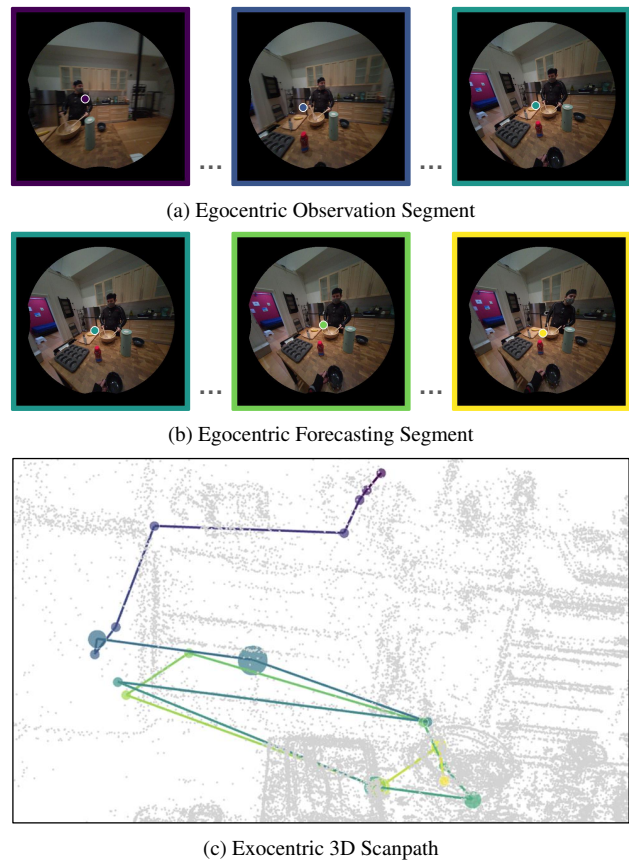 ... ...
(a) Egocentric Observation Segment
... ...
(b) Egocentric Forecasting Segment
(c) Exocentric 3D Scanpath